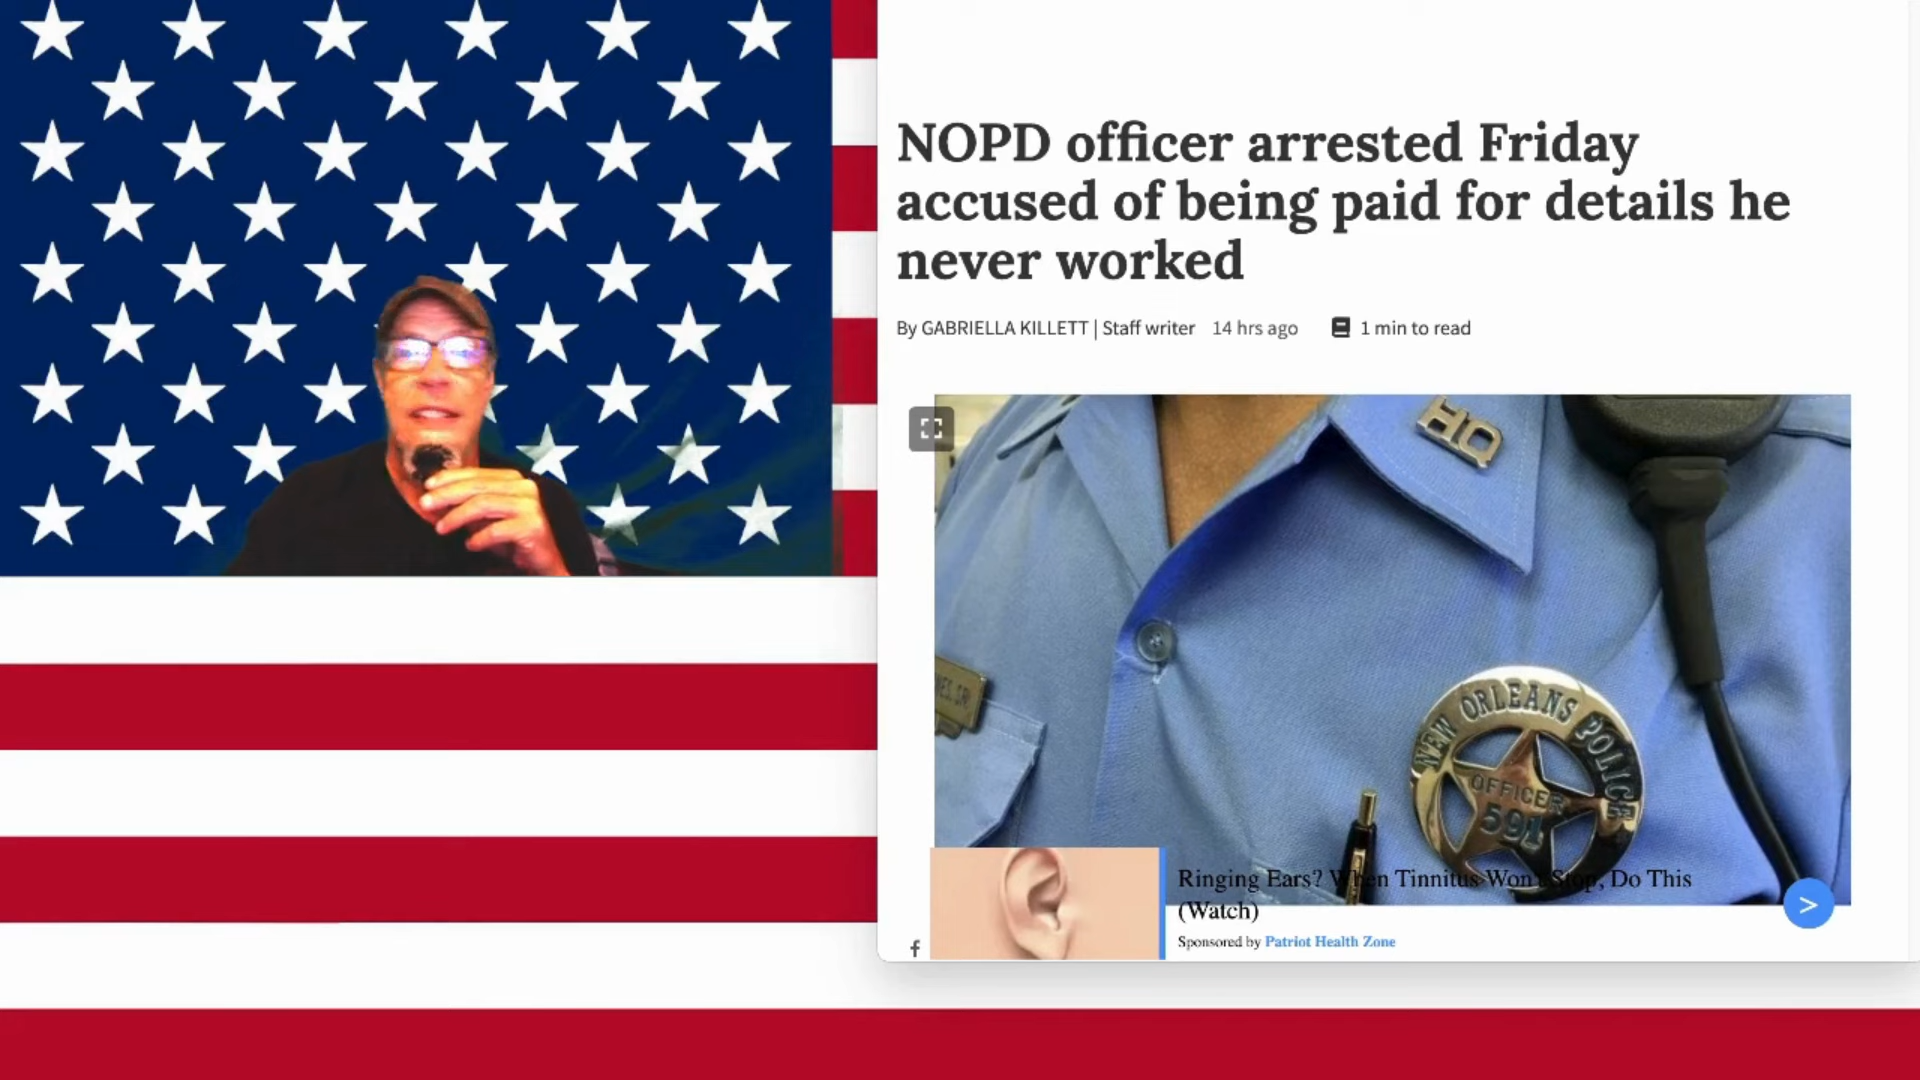 NOPD officer arrested Friday
accused of being paid for details he
never worked
By GABRIELLA KILLETT | Staff writer 14 hrs ago 1 min to read
HQ
NEW ORLEANS POLICE
OFFICER
591
Ringing Ears? When Tinnitus Won't Stop, Do This
(Watch)
>
Sponsored by Patriot Health Zone
f